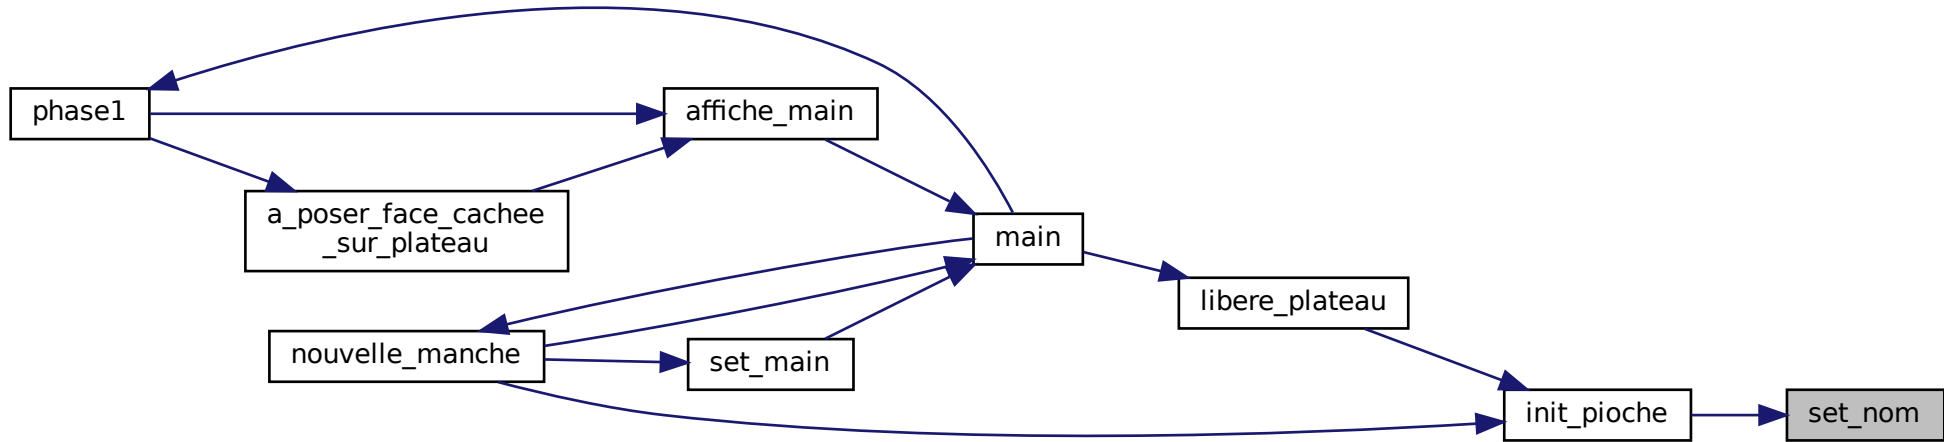 phase1
affiche_main
a_poser_face_cachee
_sur_plateau
main
libere_plateau
nouvelle_manche
set_main
init_pioche
set_nom